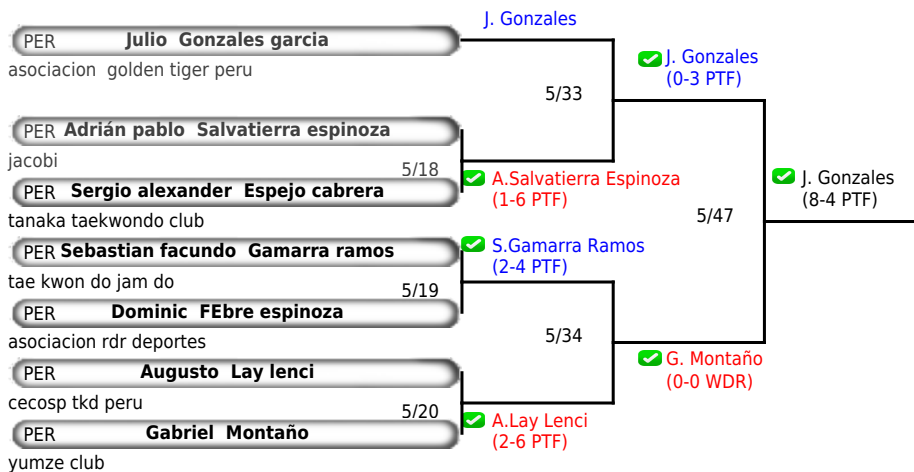 J. Gonzales
PER Julio Gonzales garcia
asociacion golden tiger peru
J. Gonzales
(0-3 PTF)
5/33
PER Adrián pablo Salvatierra espinoza
jacobi
5/18
A.Salvatierra Espinoza
(1-6 PTF)
PER Sergio alexander Espejo cabrera
tanaka taekwondo club
J. Gonzales
(8-4 PTF)
5/47
PER Sebastian facundo Gamarra ramos
tae kwon do jam do
S.Gamarra Ramos
(2-4 PTF)
5/19
PER Dominic FEbre espinoza
asociacion rdr deportes
5/34
PER Augusto Lay lenci
cecosp tkd peru
G. Montaño
(0-0 WDR)
5/20
A.Lay Lenci
(2-6 PTF)
PER Gabriel Montaño
yumze club